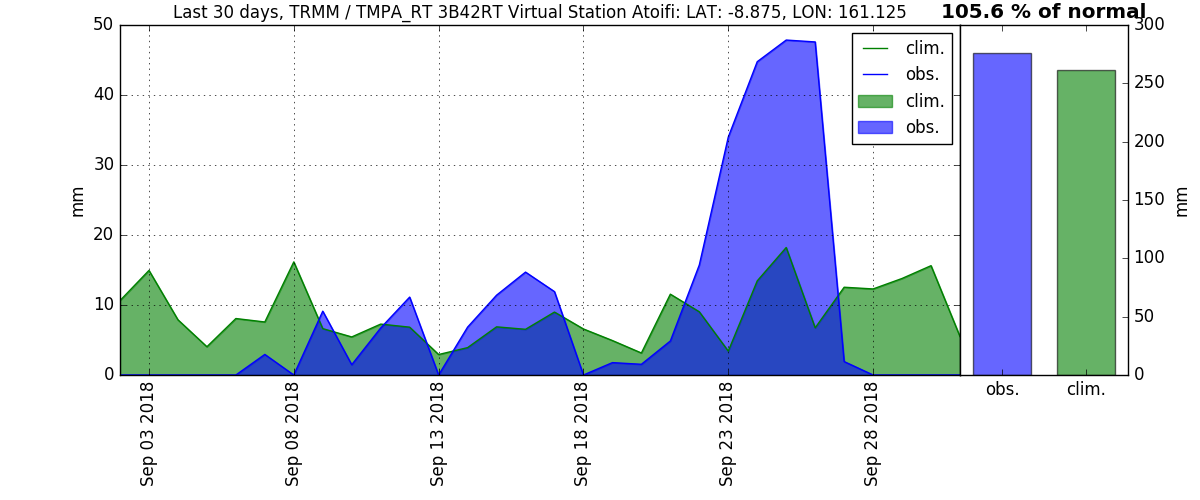 Last 30 days, TRMM / TMPA_RT 3B42RT Virtual Station Atoifi: LAT: -8.875, LON: 161.125
105.6 % of normal
50
40
30
20
10
0
mm
clim.
obs.
clim.
obs.
300
250
200
150
100
50
0
mm
Sep 03 2018
Sep 08 2018
Sep 13 2018
Sep 18 2018
Sep 23 2018
Sep 28 2018
obs.
clim.